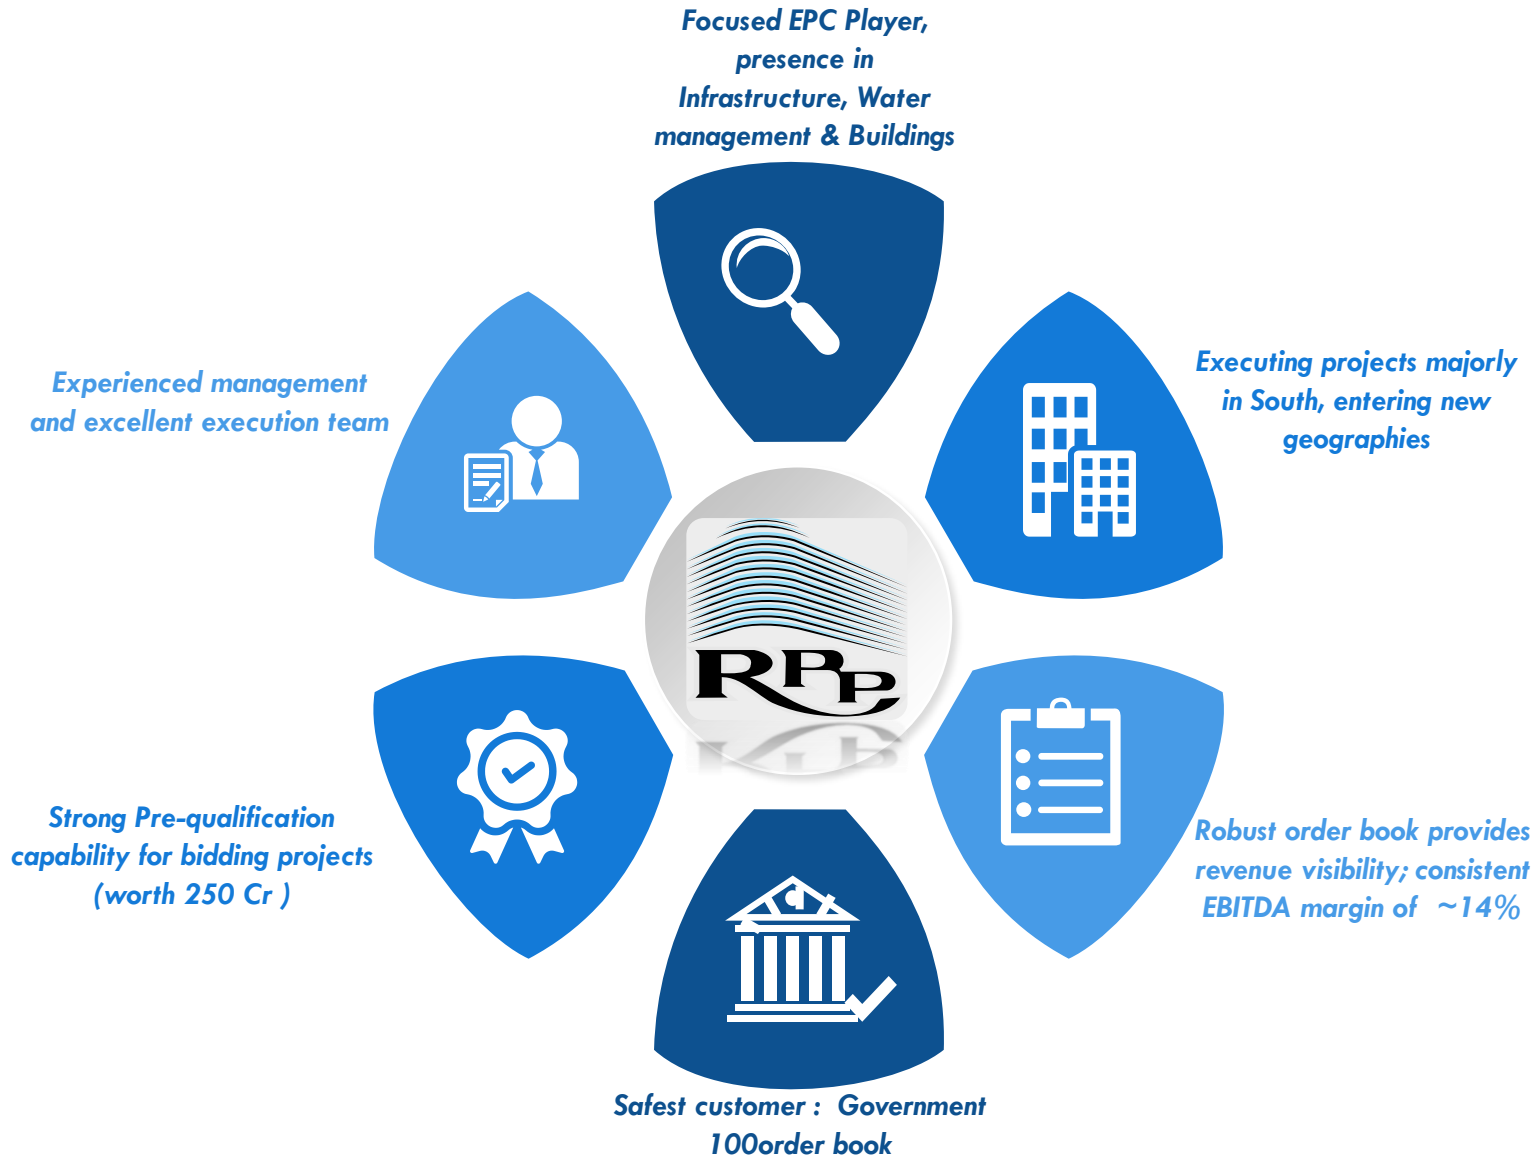 Focused EPC Player,
presence in
Infrastructure, Water
management & Buildings
Executing projects majorly
in South, entering new
geographies
Experienced management
and excellent execution team
RPP
Strong Pre-qualification
capability for bidding projects
(worth 250 Cr )
Robust order book provides
revenue visibility; consistent
EBITDA margin of ~14%
Safest customer : Government
100order book